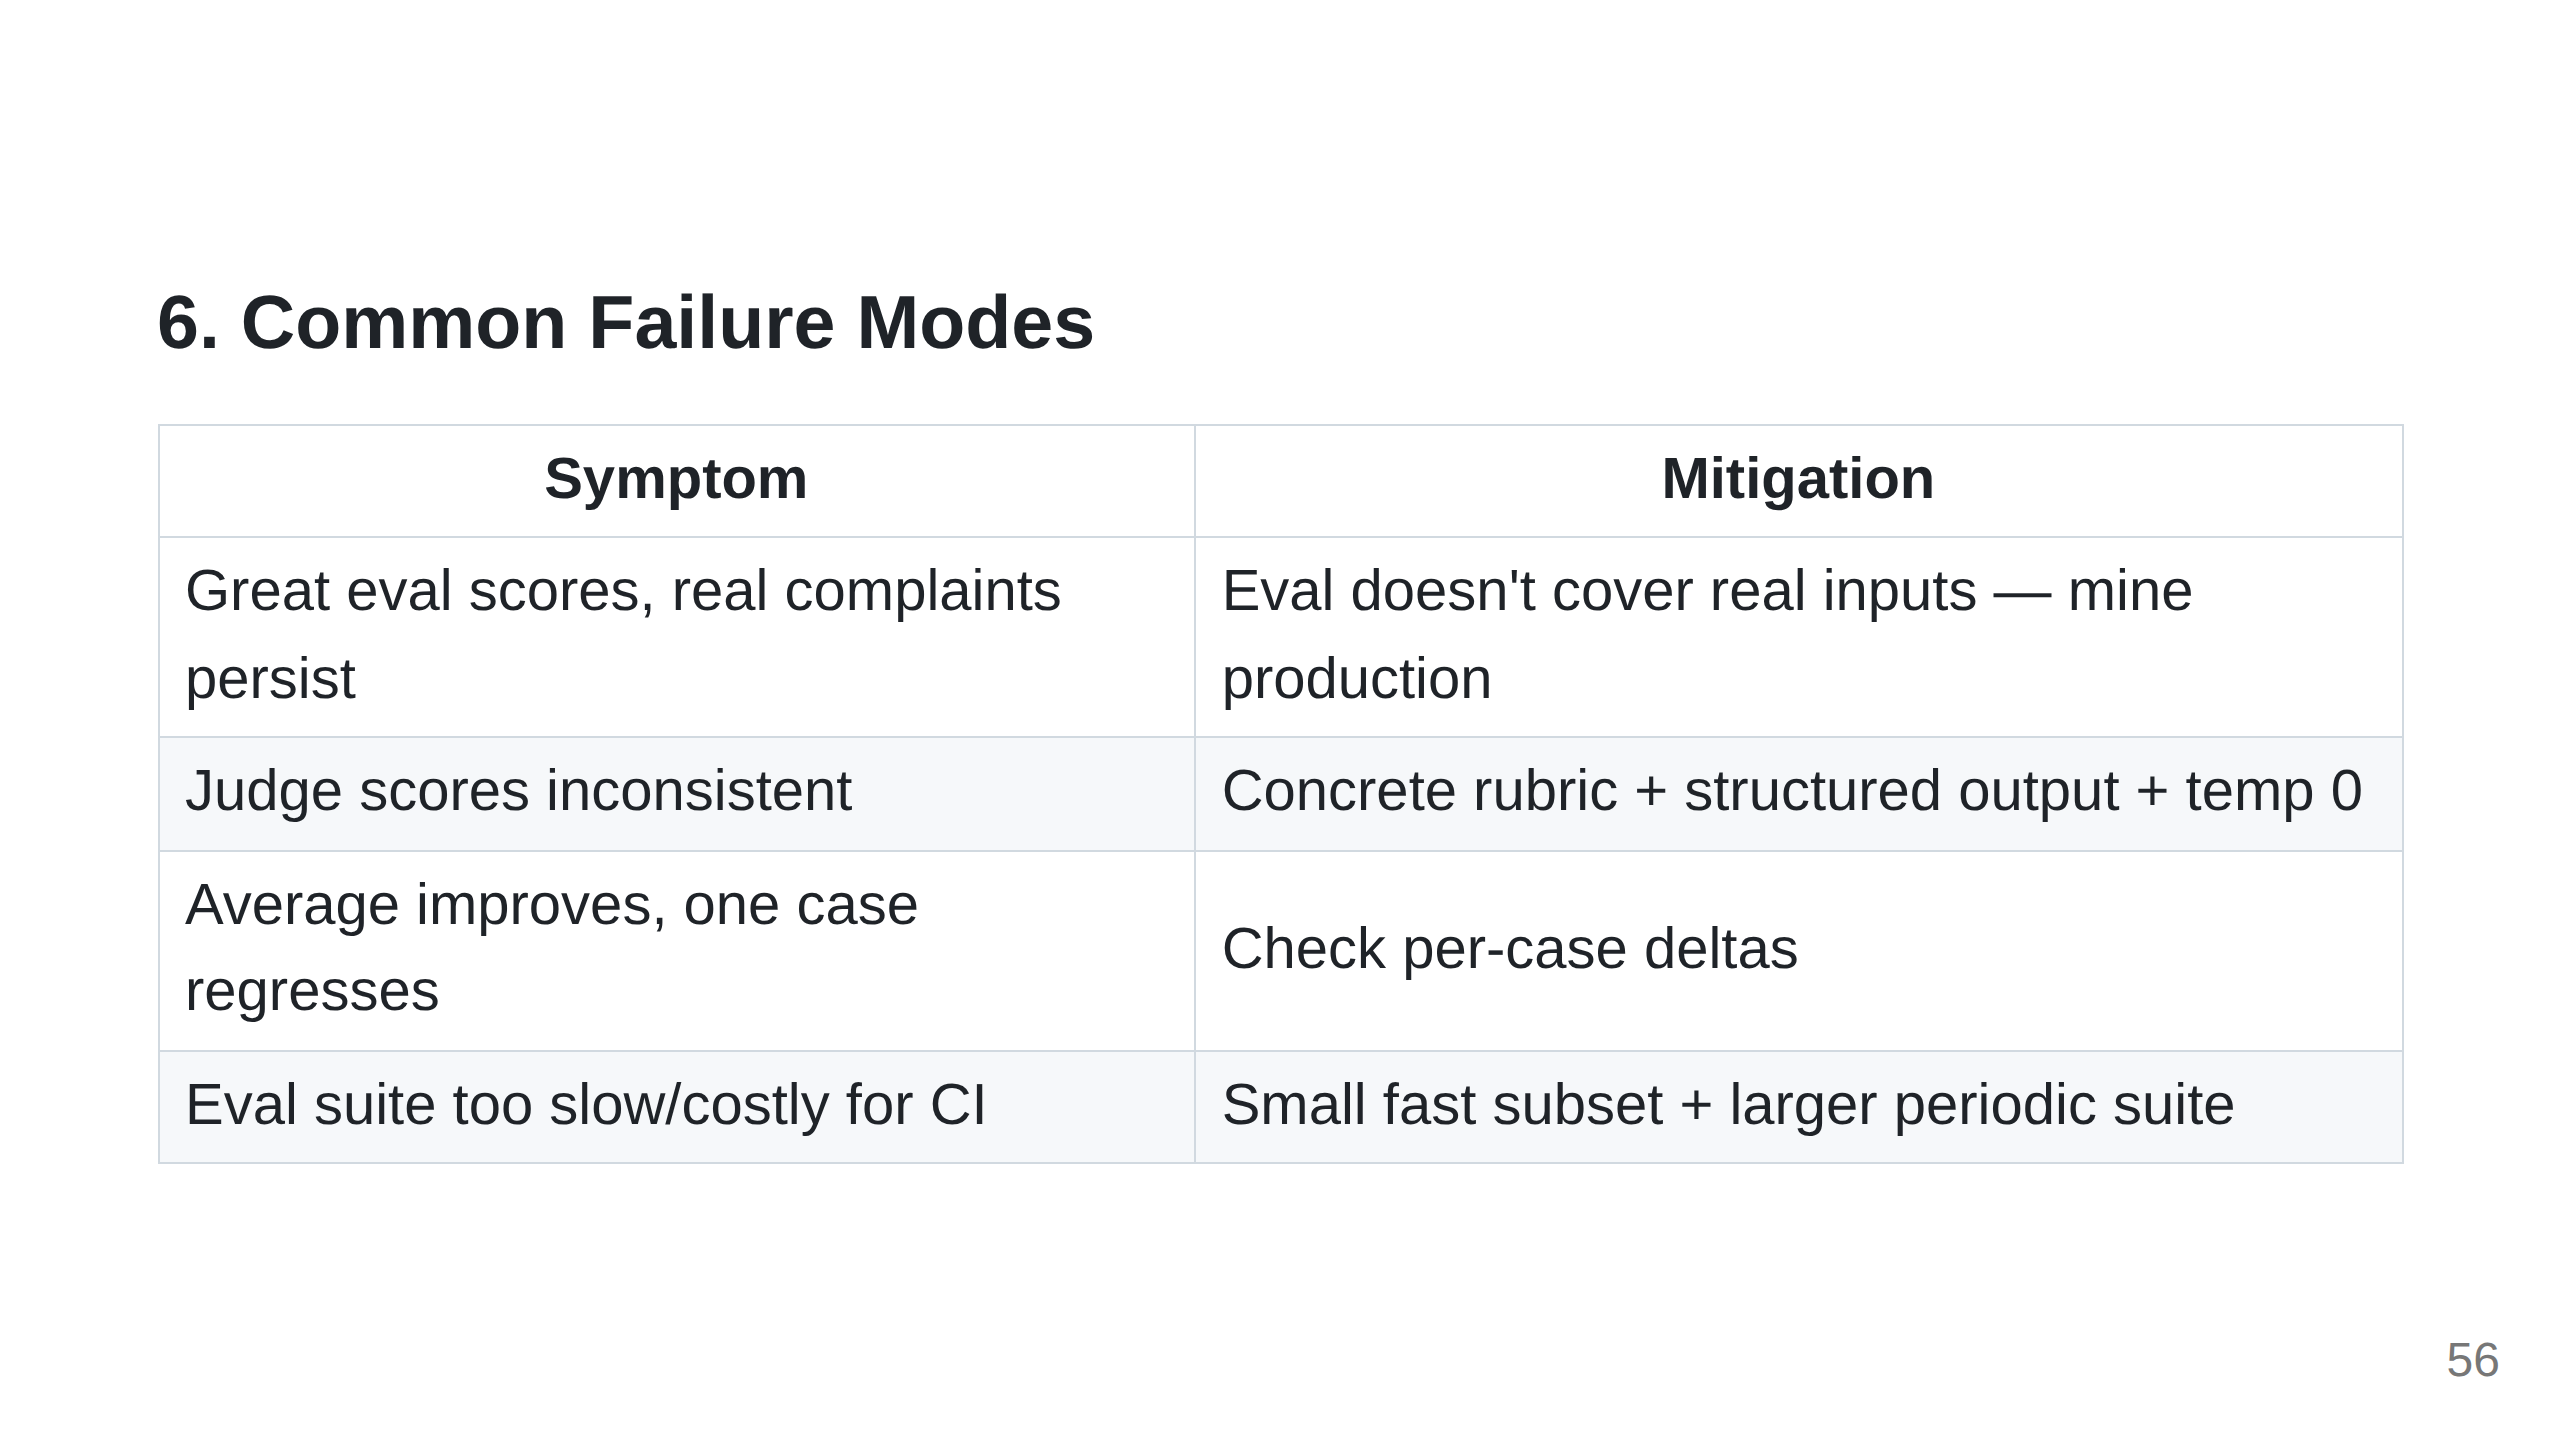 6. Common Failure Modes
Symptom
Mitigation
Great eval scores, real complaints
persist
Eval doesn't cover real inputs — mine
production
Judge scores inconsistent
Concrete rubric + structured output + temp 0
Average improves, one case
regresses
Check per-case deltas
Eval suite too slow/costly for CI
Small fast subset + larger periodic suite
56